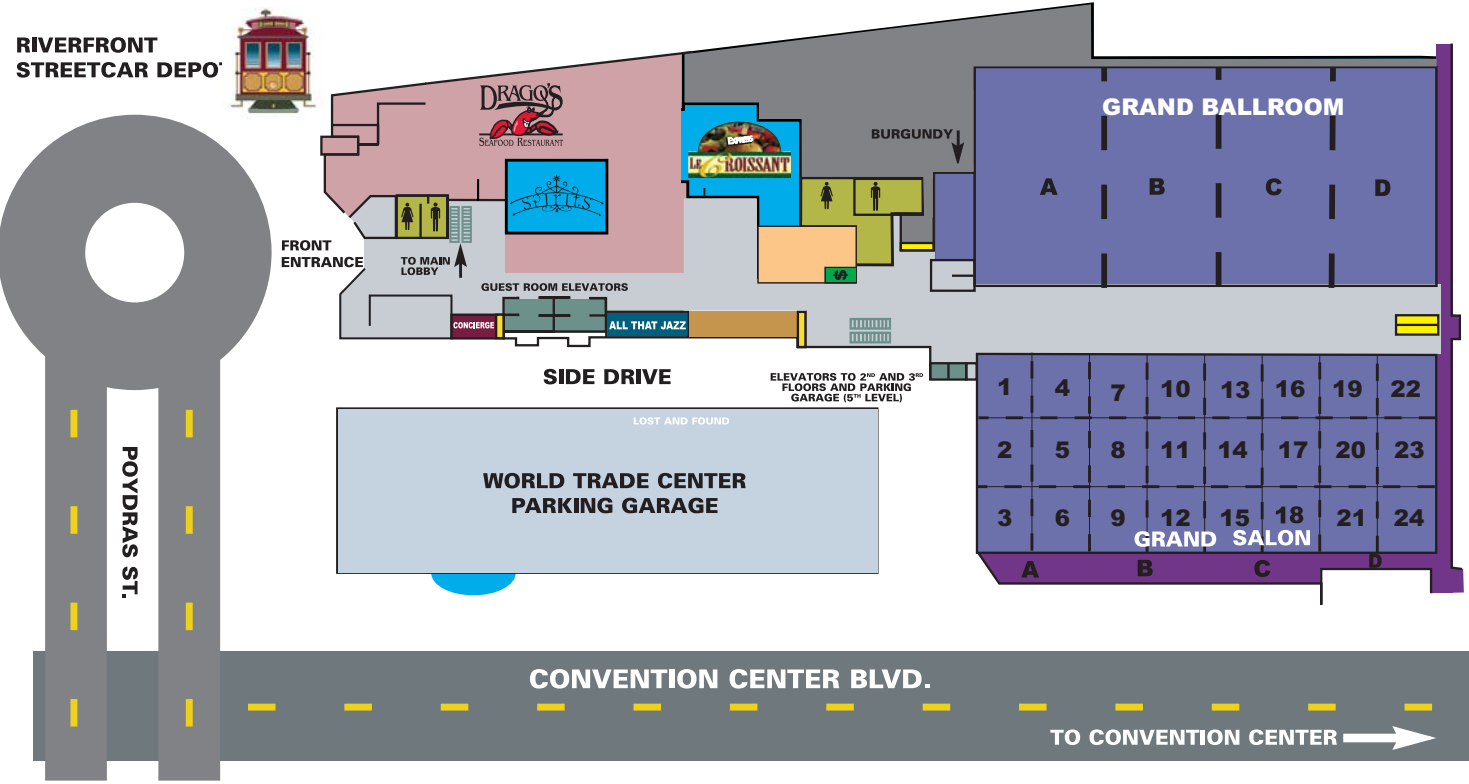 RIVERFRONT
STREETCAR DEPO
DRAGO'S
SEAFOOD RESTAURANT
EXPRESS
LE CROISSANT
SPIRITS
BURGUNDY
GRAND BALLROOM
A B C D
FRONT
ENTRANCE
TO MAIN
LOBBY
GUEST ROOM ELEVATORS
$
CONCIERGE
ALL THAT JAZZ
SIDE DRIVE
ELEVATORS TO 2ND AND 3RD
FLOORS AND PARKING
GARAGE (5TH LEVEL)
1 4 7 10 13 16 19 22
2 5 8 11 14 17 20 23
3 6 9 12 15 18 21 24
GRAND SALON
A B C D
LOST AND FOUND
WORLD TRADE CENTER
PARKING GARAGE
POYDRAS ST.
CONVENTION CENTER BLVD.
TO CONVENTION CENTER